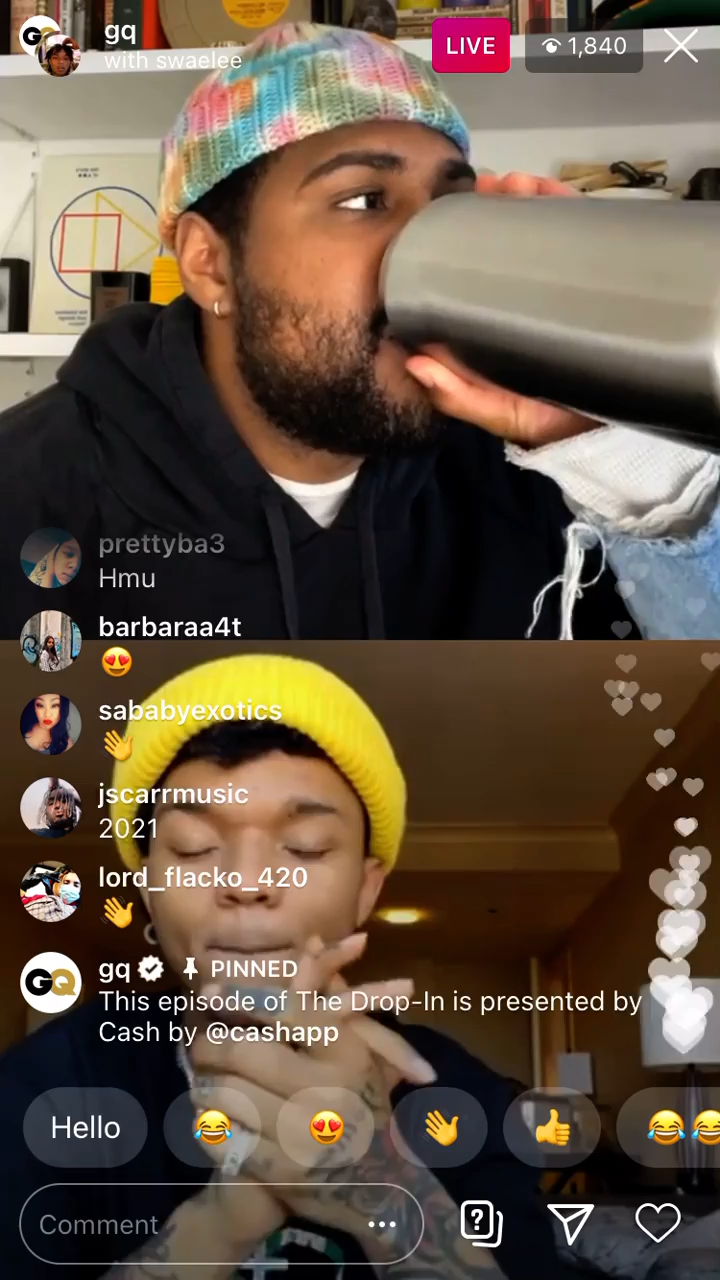 gq
with swaelee
LIVE
1,840
prettyba3
Hmu
barbaraa4t
😍
sababyexotics
👋
jscarrmusic
2021
lord_flacko_420
👋
GQ
gq PINNED
This episode of The Drop-In is presented by
Cash by @cashapp
Hello 😂 😍 👋 👍 😂😂
Comment